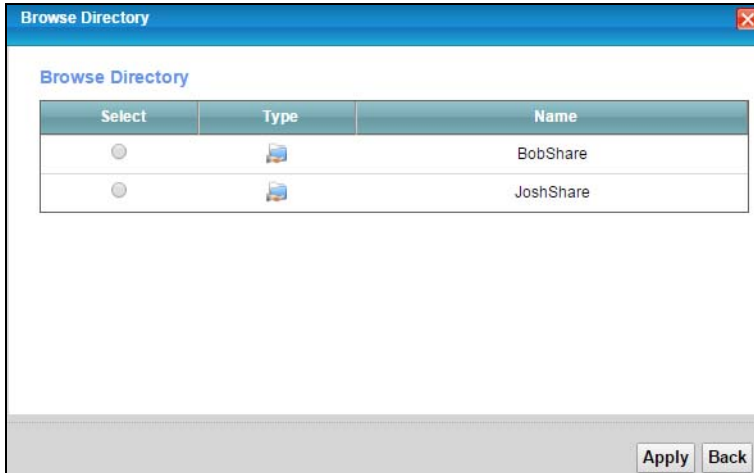 Browse Directory
Browse Directory
Select Type Name
BobShare
JoshShare
Apply Back